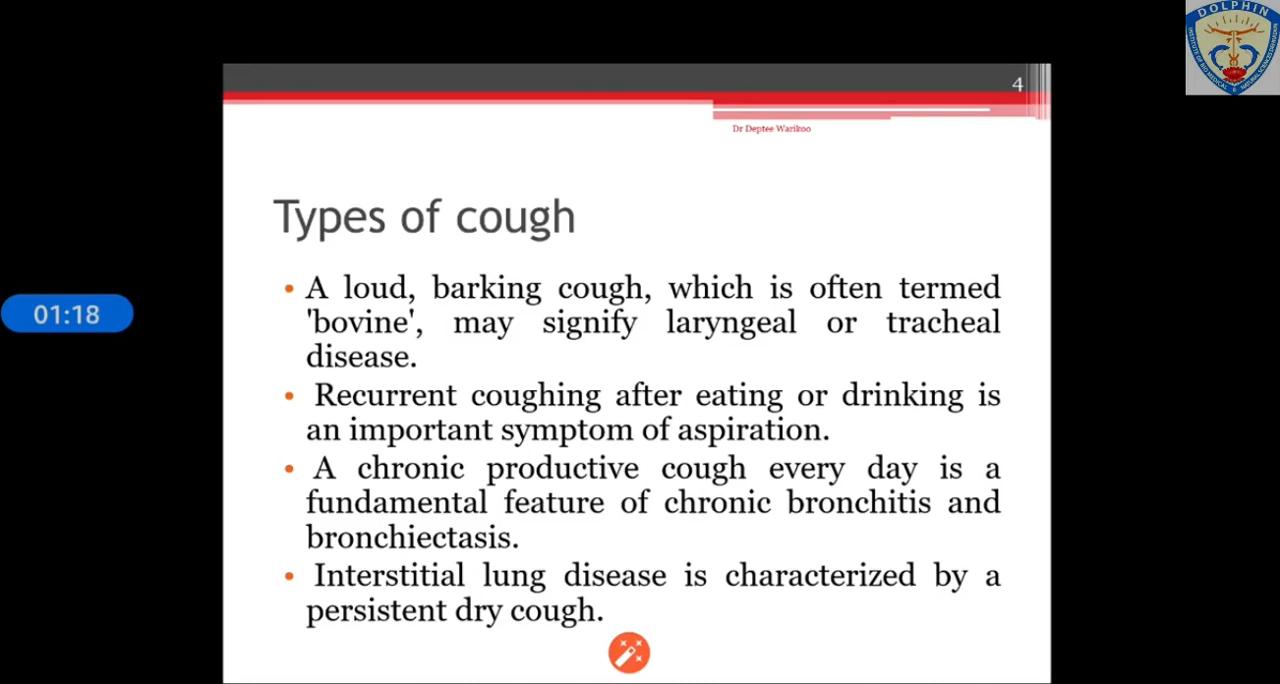 DOLPHIN
4
Dr Deptee Warikoo
Types of cough
• A loud, barking cough, which is often termed
'bovine', may signify laryngeal or tracheal
disease.
• Recurrent coughing after eating or drinking is
an important symptom of aspiration.
• A chronic productive cough every day is a
fundamental feature of chronic bronchitis and
bronchiectasis.
• Interstitial lung disease is characterized by a
persistent dry cough.
01:18